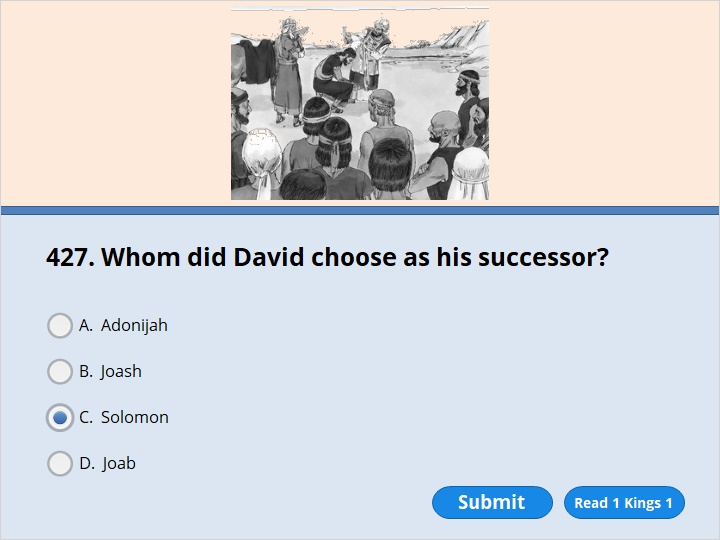 427. Whom did David choose as his successor?
A. Adonijah
B. Joash
C. Solomon
D. Joab
Submit
Read 1 Kings 1